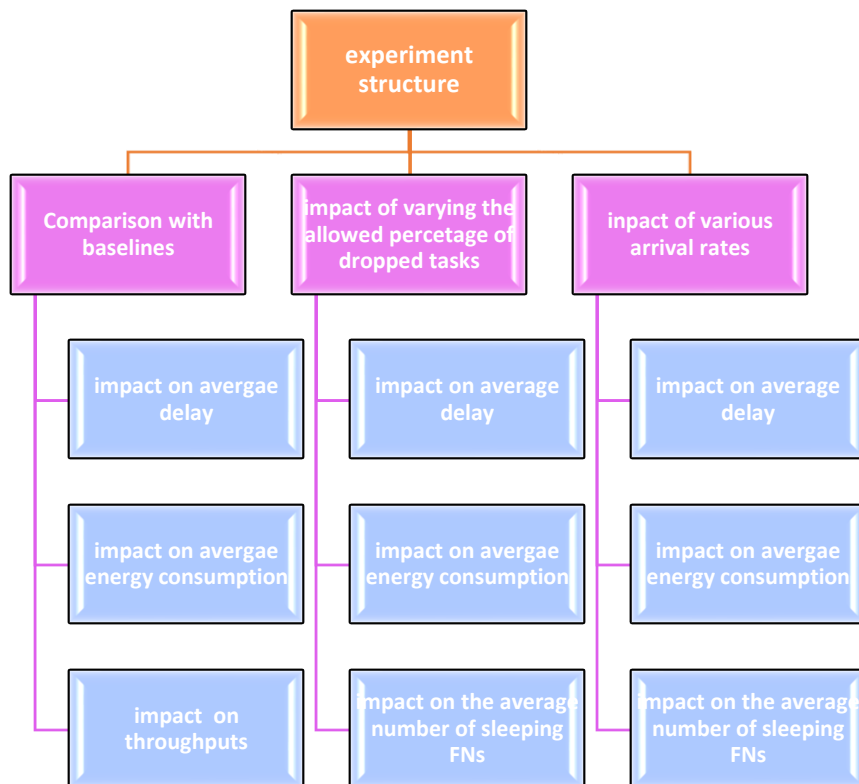 experiment
structure
Comparison with
baselines
impact of varying the
allowed percetage of
dropped tasks
inpact of various
arrival rates
impact on avergae
delay
impact on average
delay
impact on average
delay
impact on avergae
energy consumption
impact on avergae
energy consumption
impact on avergae
energy consumption
impact on
throughputs
impact on the average
number of sleeping
FNs
impact on the average
number of sleeping
FNs